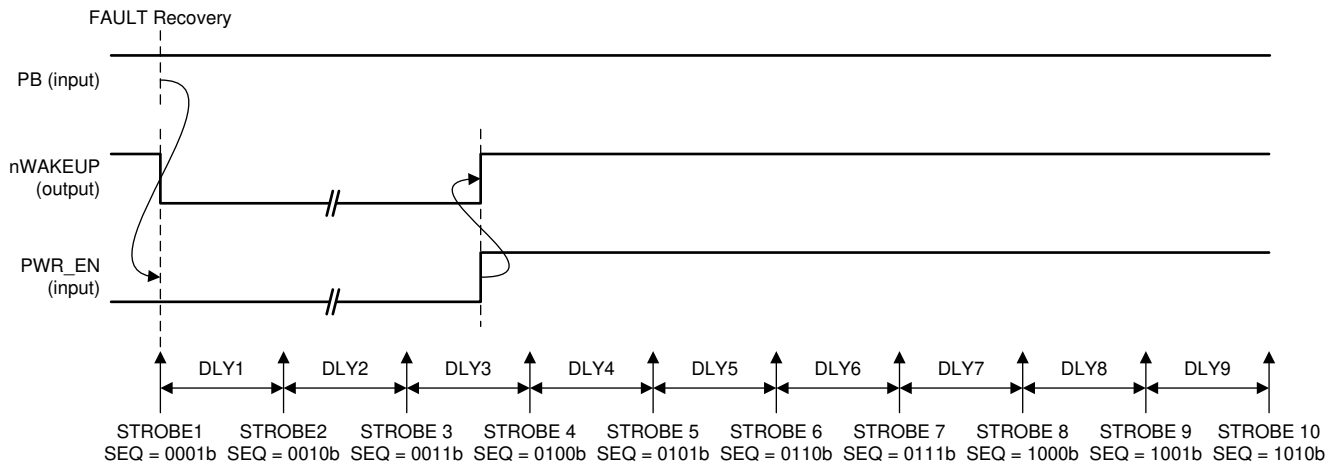 FAULT Recovery
PB (input)
nWAKEUP
(output)
PWR_EN
(input)
DLY1 DLY2 DLY3 DLY4 DLY5 DLY6 DLY7 DLY8 DLY9
STROBE1 STROBE2 STROBE 3 STROBE 4 STROBE 5 STROBE 6 STROBE 7 STROBE 8 STROBE 9 STROBE 10
SEQ = 0001b SEQ = 0010b SEQ = 0011b SEQ = 0100b SEQ = 0101b SEQ = 0110b SEQ = 0111b SEQ = 1000b SEQ = 1001b SEQ = 1010b